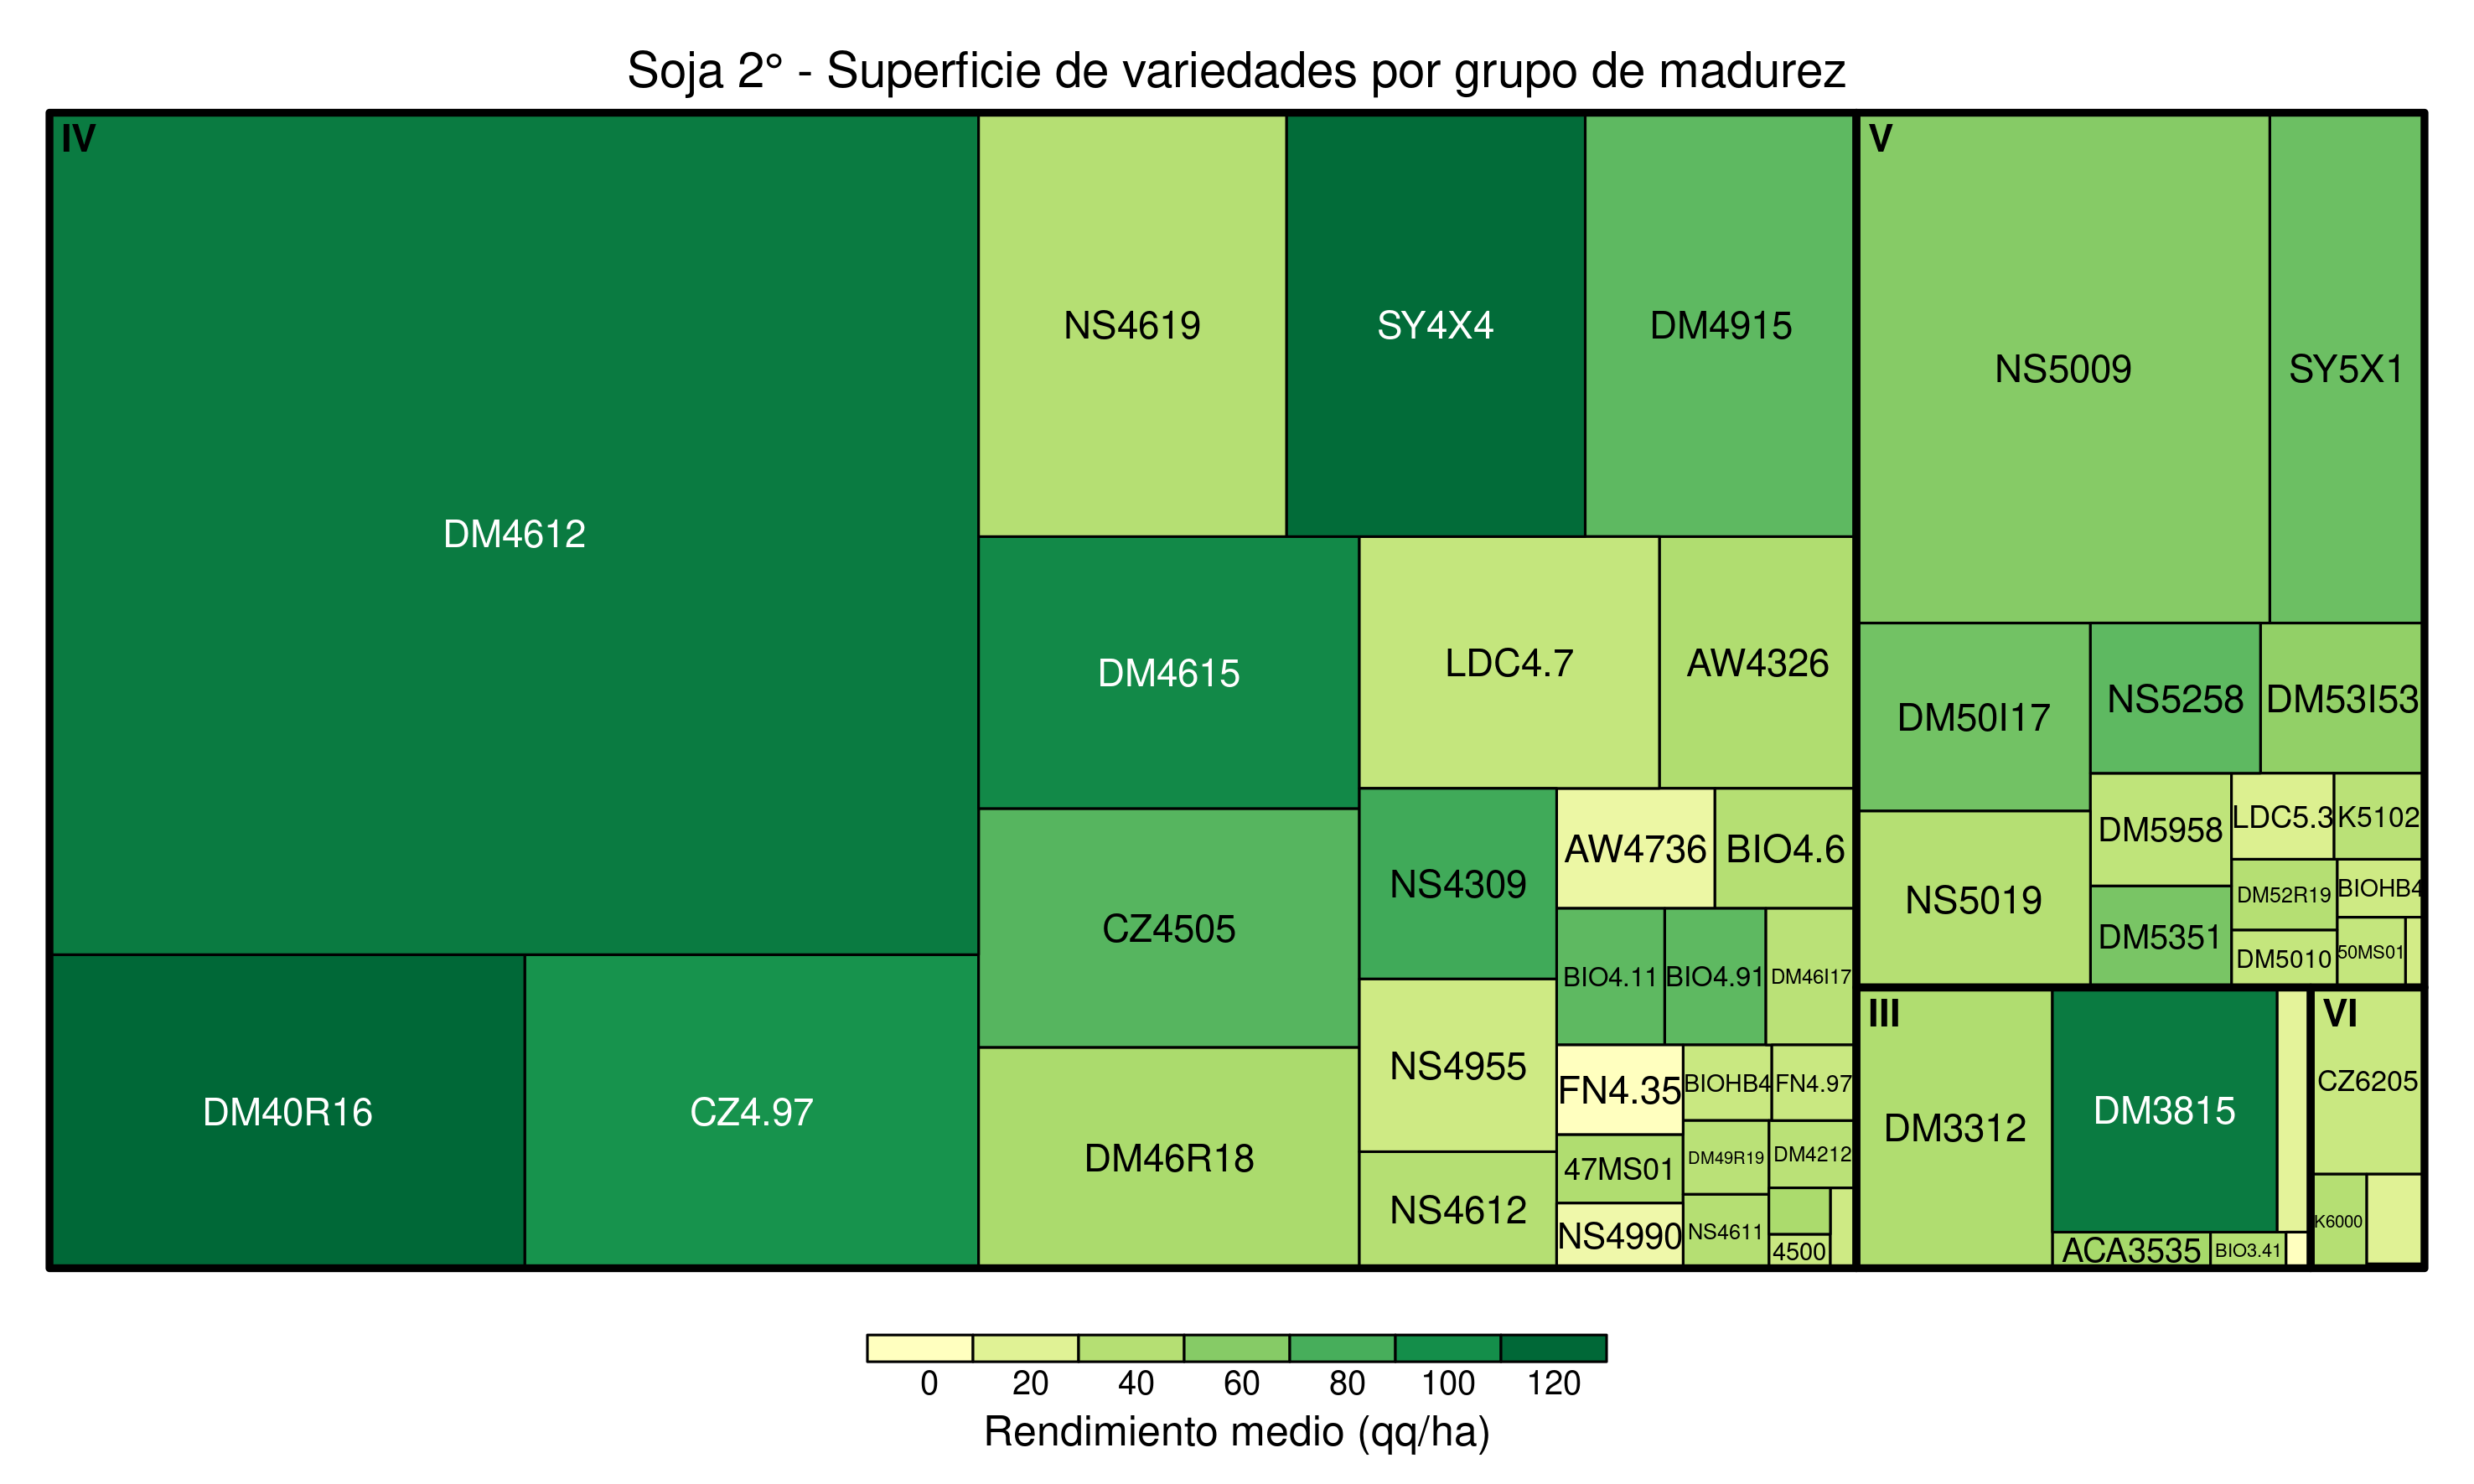 Soja 2° - Superficie de variedades por grupo de madurez
IV
DM4612
DM40R16
CZ4.97
NS4619
SY4X4
DM4915
DM4615
CZ4505
DM46R18
LDC4.7
AW4326
NS4309
NS4955
NS4612
AW4736
BIO4.6
BIO4.11
BIO4.91
DM46I17
FN4.35
BIOHB4
FN4.97
47MS01
DM49R19
DM4212
NS4990
NS4611
4500
V
NS5009
SY5X1
DM50I17
NS5258
DM53I53
NS5019
DM5958
LDC5.3
K5102
DM5351
DM52R19
BIOHB4
DM5010
50MS01
III
DM3312
DM3815
ACA3535
BIO3.41
VI
CZ6205
K6000
0 20 40 60 80 100 120
Rendimiento medio (qq/ha)